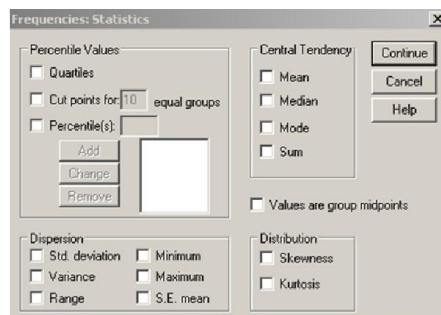 Frequencies: Statistics
Percentile Values
Quartiles
Cut points for: 10 equal groups
Percentile(s):
Add
Change
Remove
Central Tendency
Mean
Median
Mode
Sum
Continue
Cancel
Help
Values are group midpoints
Dispersion
Std. deviation Minimum
Variance Maximum
Range S.E. mean
Distribution
Skewness
Kurtosis